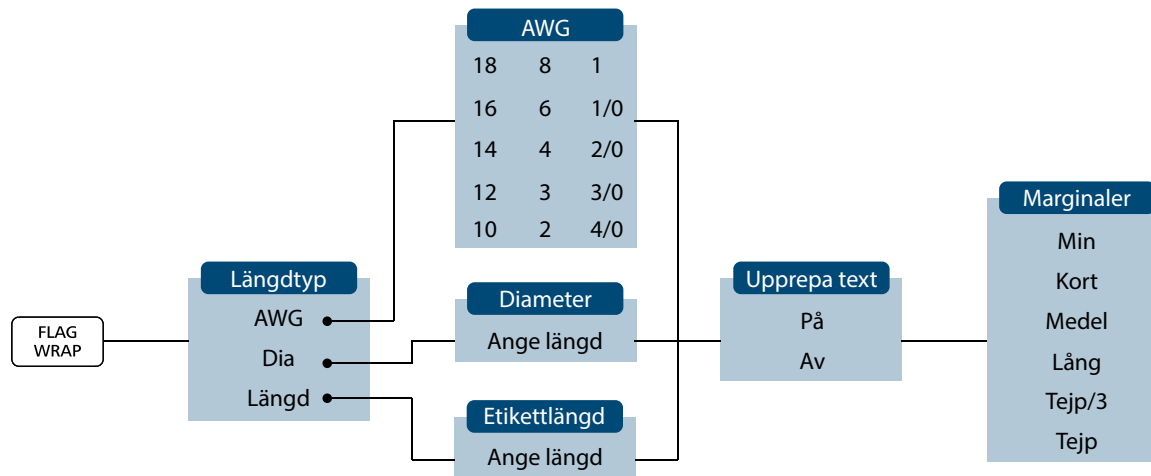 FLAG
WRAP
Längdtyp
AWG
Dia
Längd
AWG
18 8 1
16 6 1/0
14 4 2/0
12 3 3/0
10 2 4/0
Diameter
Ange längd
Etikettlängd
Ange längd
Upprepa text
På
Av
Marginaler
Min
Kort
Medel
Lång
Tejp/3
Tejp